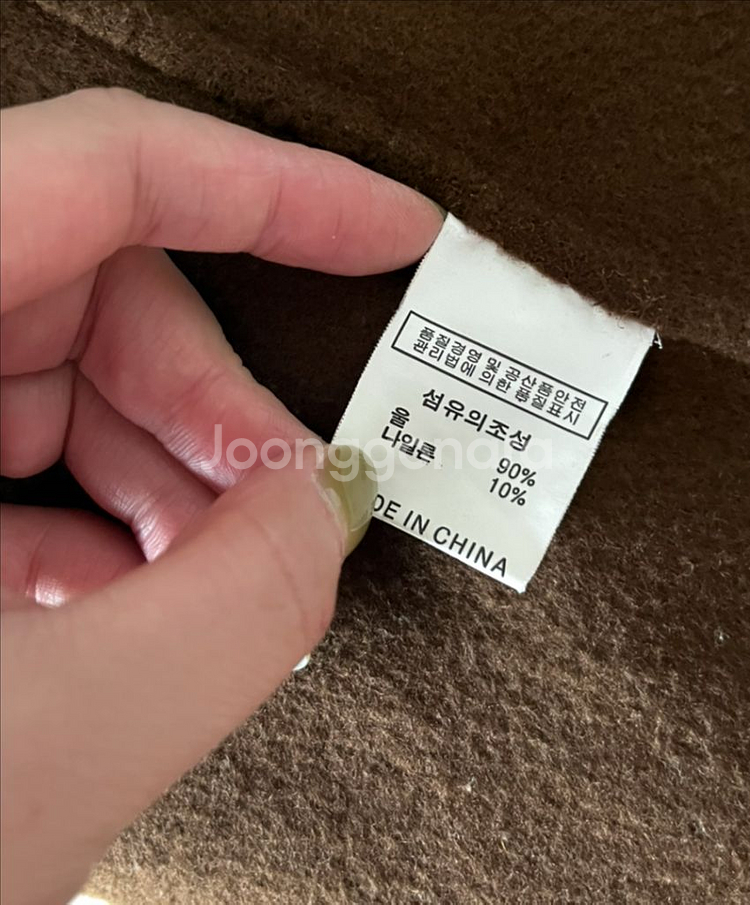 품질경영 및 공산품안전
관리법에 의한 품질표시
섬유의조성
울 90%
나일론 10%
DE IN CHINA
Joonggonara